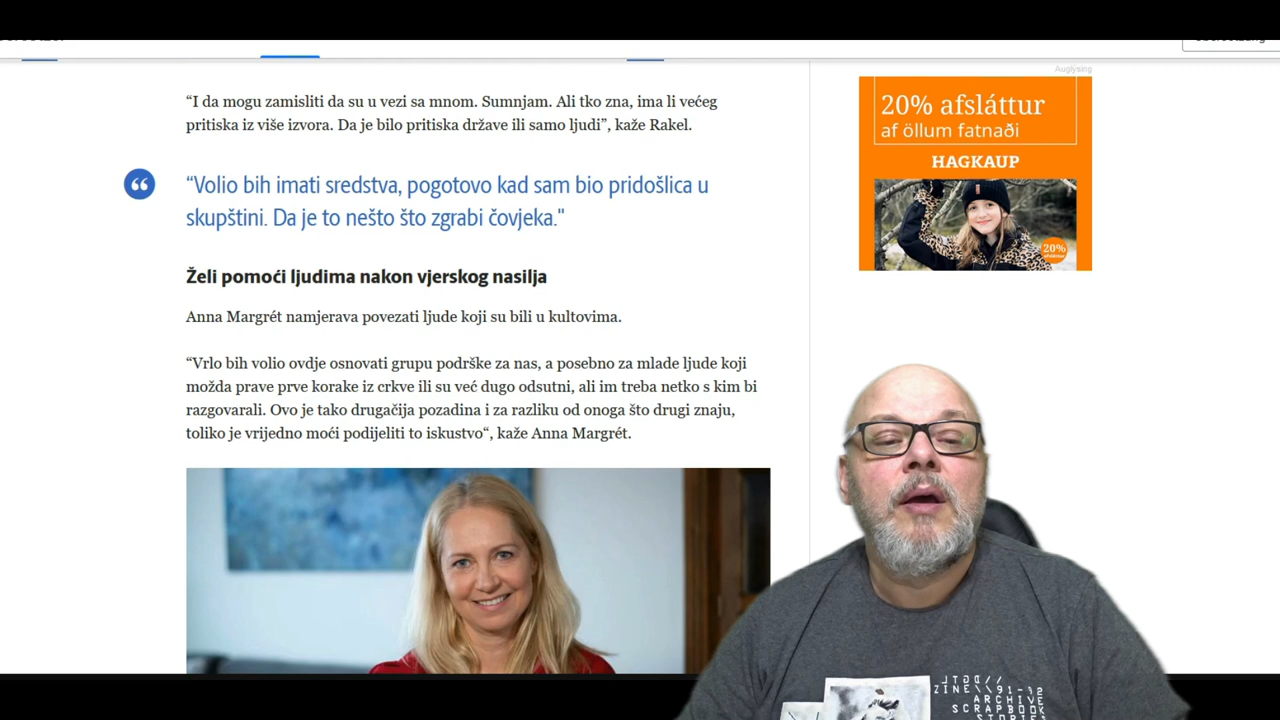 Auglýsing
“I da mogu zamisliti da su u vezi sa mnom. Sumnjam. Ali tko zna, ima li većeg
pritiska iz više izvora. Da je bilo pritiska države ili samo ljudi”, kaže Rakel.
“Volio bih imati sredstva, pogotovo kad sam bio pridošlica u
skupštini. Da je to nešto što zgrabi čovjeka."
Želi pomoći ljudima nakon vjerskog nasilja
Anna Margrét namjerava povezati ljude koji su bili u kultovima.
“Vrlo bih volio ovdje osnovati grupu podrške za nas, a posebno za mlade ljude koji
možda prave prve korake iz crkve ili su već dugo odsutni, ali im treba netko s kim bi
razgovarali. Ovo je tako drugačija pozadina i za razliku od onoga što drugi znaju,
toliko je vrijedno moći podijeliti to iskustvo“, kaže Anna Margrét.
20% afsláttur
af öllum fatnaði
HAGKAUP
20%
afsláttur
ZINE\\91-92
ARCHIVE
SCRAPBOOK
STORIES